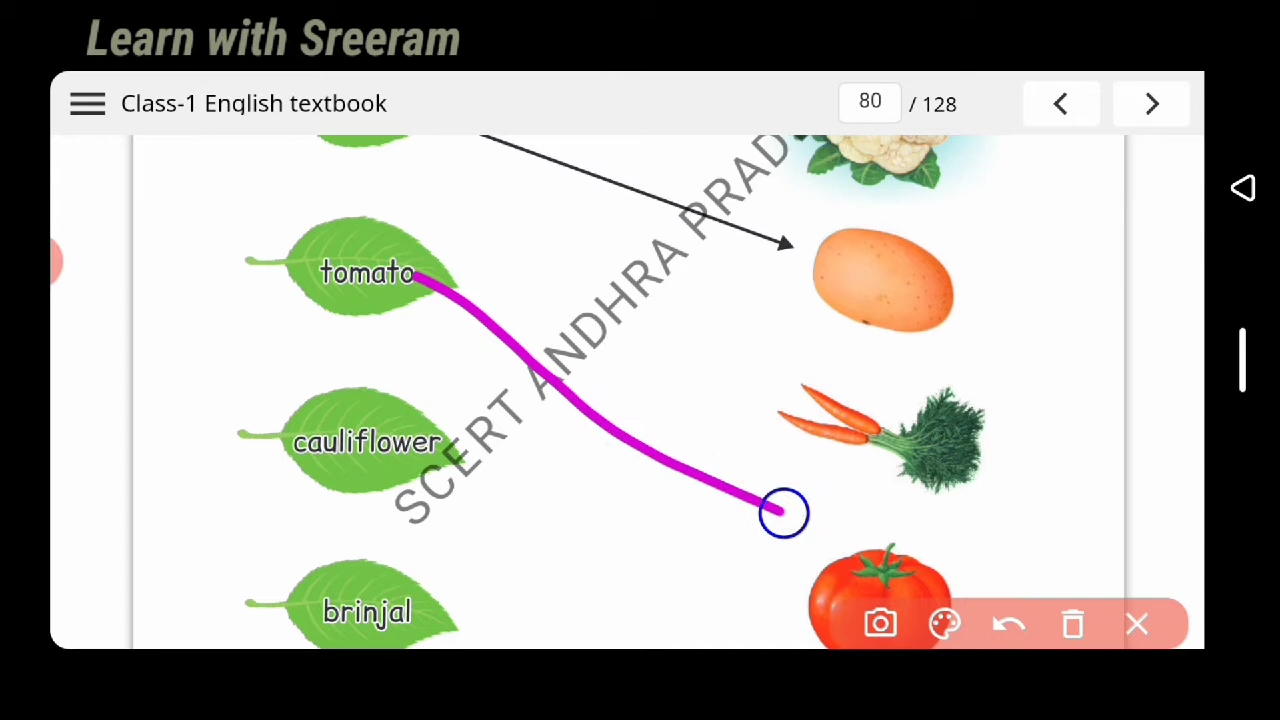 Learn with Sreeram
Class-1 English textbook
80 / 128
SCERT ANDHRA PRAD
tomato
cauliflower
brinjal